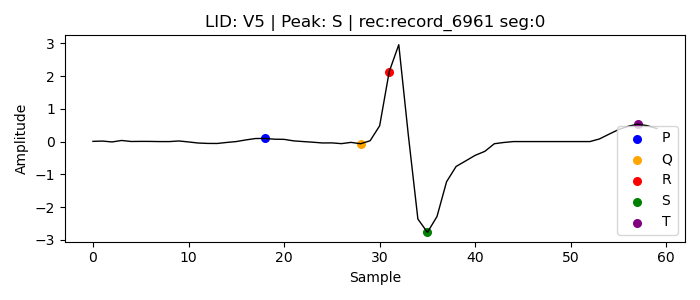 LID: V5 | Peak: S | rec:record_6961 seg:0
Amplitude
3
2
1
0
−1
−2
−3
0 10 20 30 40 50 60
Sample
P
Q
R
S
T